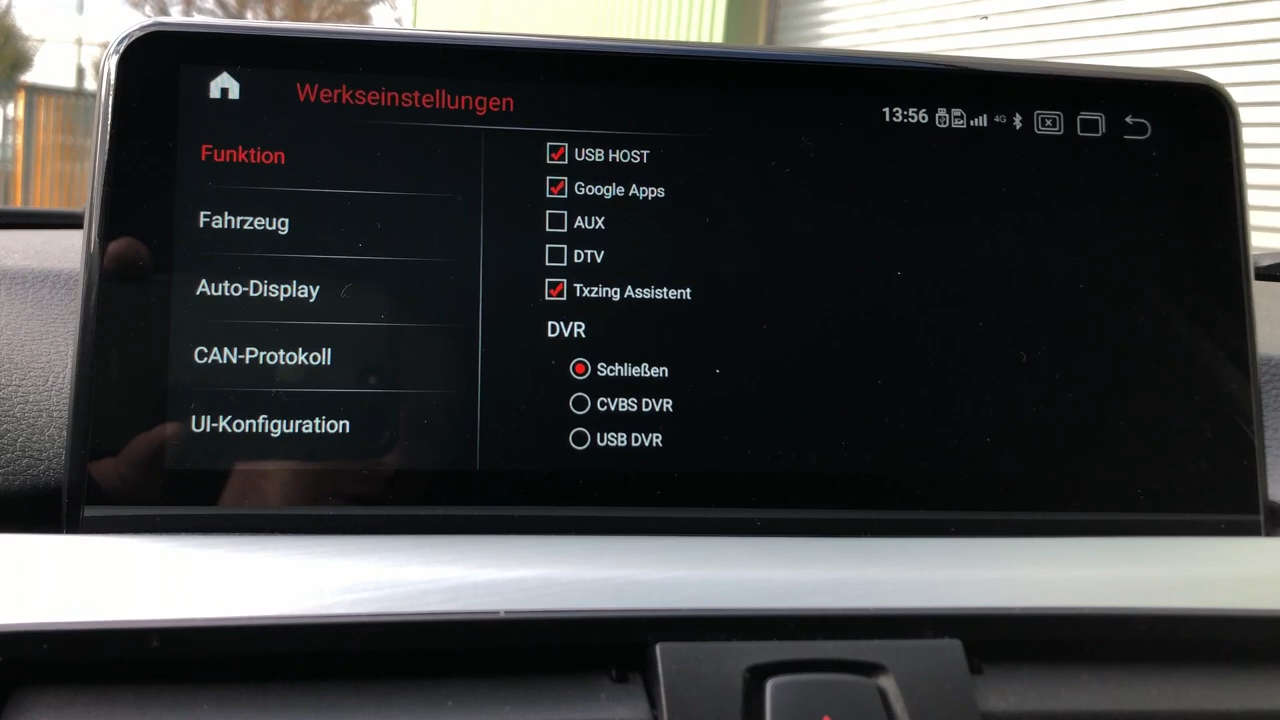 Werkseinstellungen
13:56
4G
Funktion
Fahrzeug
Auto-Display
CAN-Protokoll
UI-Konfiguration
USB HOST
Google Apps
AUX
DTV
Txzing Assistent
DVR
Schließen
CVBS DVR
USB DVR